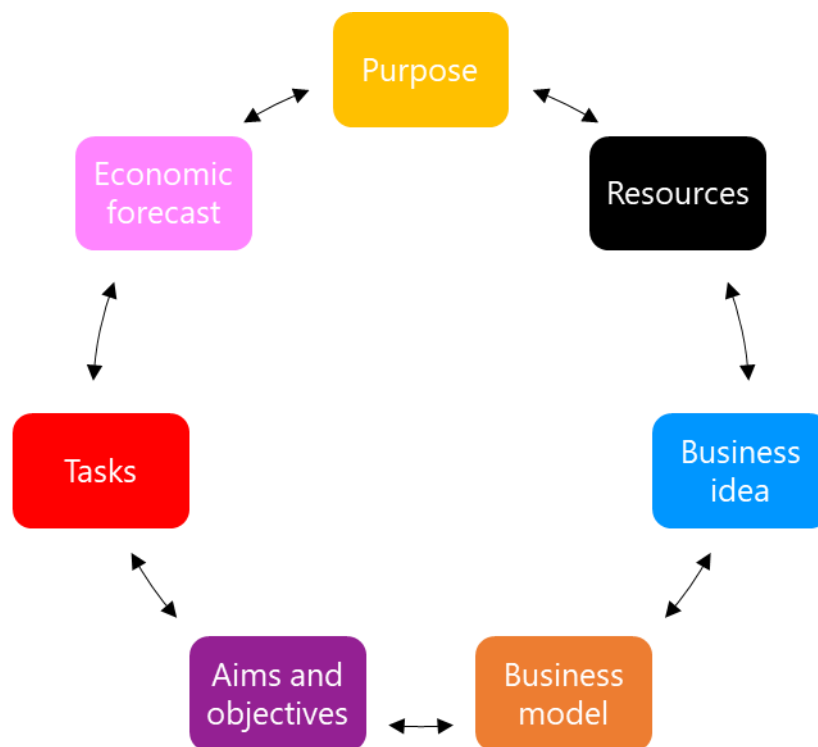 Purpose
Resources
Business
idea
Business
model
Aims and
objectives
Tasks
Economic
forecast